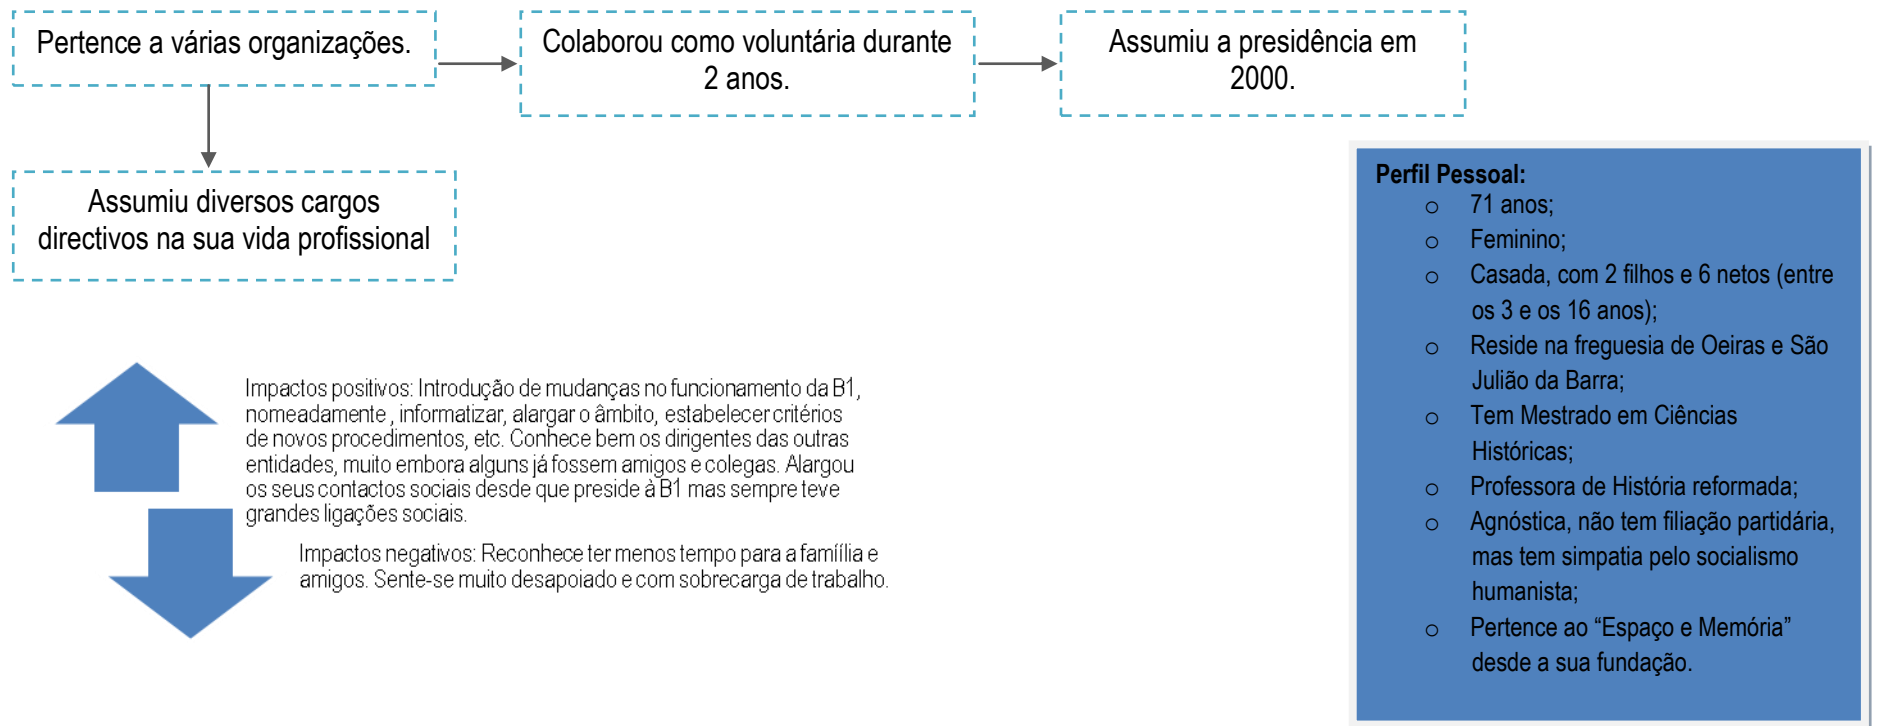 Pertence a várias organizações.
Colaborou como voluntária durante
2 anos.
Assumiu a presidência em
2000.
Assumiu diversos cargos
directivos na sua vida profissional
Impactos positivos: Introdução de mudanças no funcionamento da B1,
nomeadamente , informatizar, alargar o âmbito, estabelecer critérios
de novos procedimentos, etc. Conhece bem os dirigentes das outras
entidades, muito embora alguns já fossem amigos e colegas. Alargou
os seus contactos sociais desde que preside à B1 mas sempre teve
grandes ligações sociais.
Impactos negativos: Reconhece ter menos tempo para a famíília e
amigos. Sente-se muito desapoiado e com sobrecarga de trabalho.
Perfil Pessoal:
o 71 anos;
o Feminino;
o Casada, com 2 filhos e 6 netos (entre
os 3 e os 16 anos);
o Reside na freguesia de Oeiras e São
Julião da Barra;
o Tem Mestrado em Ciências
Históricas;
o Professora de História reformada;
o Agnóstica, não tem filiação partidária,
mas tem simpatia pelo socialismo
humanista;
o Pertence ao “Espaço e Memória”
desde a sua fundação.